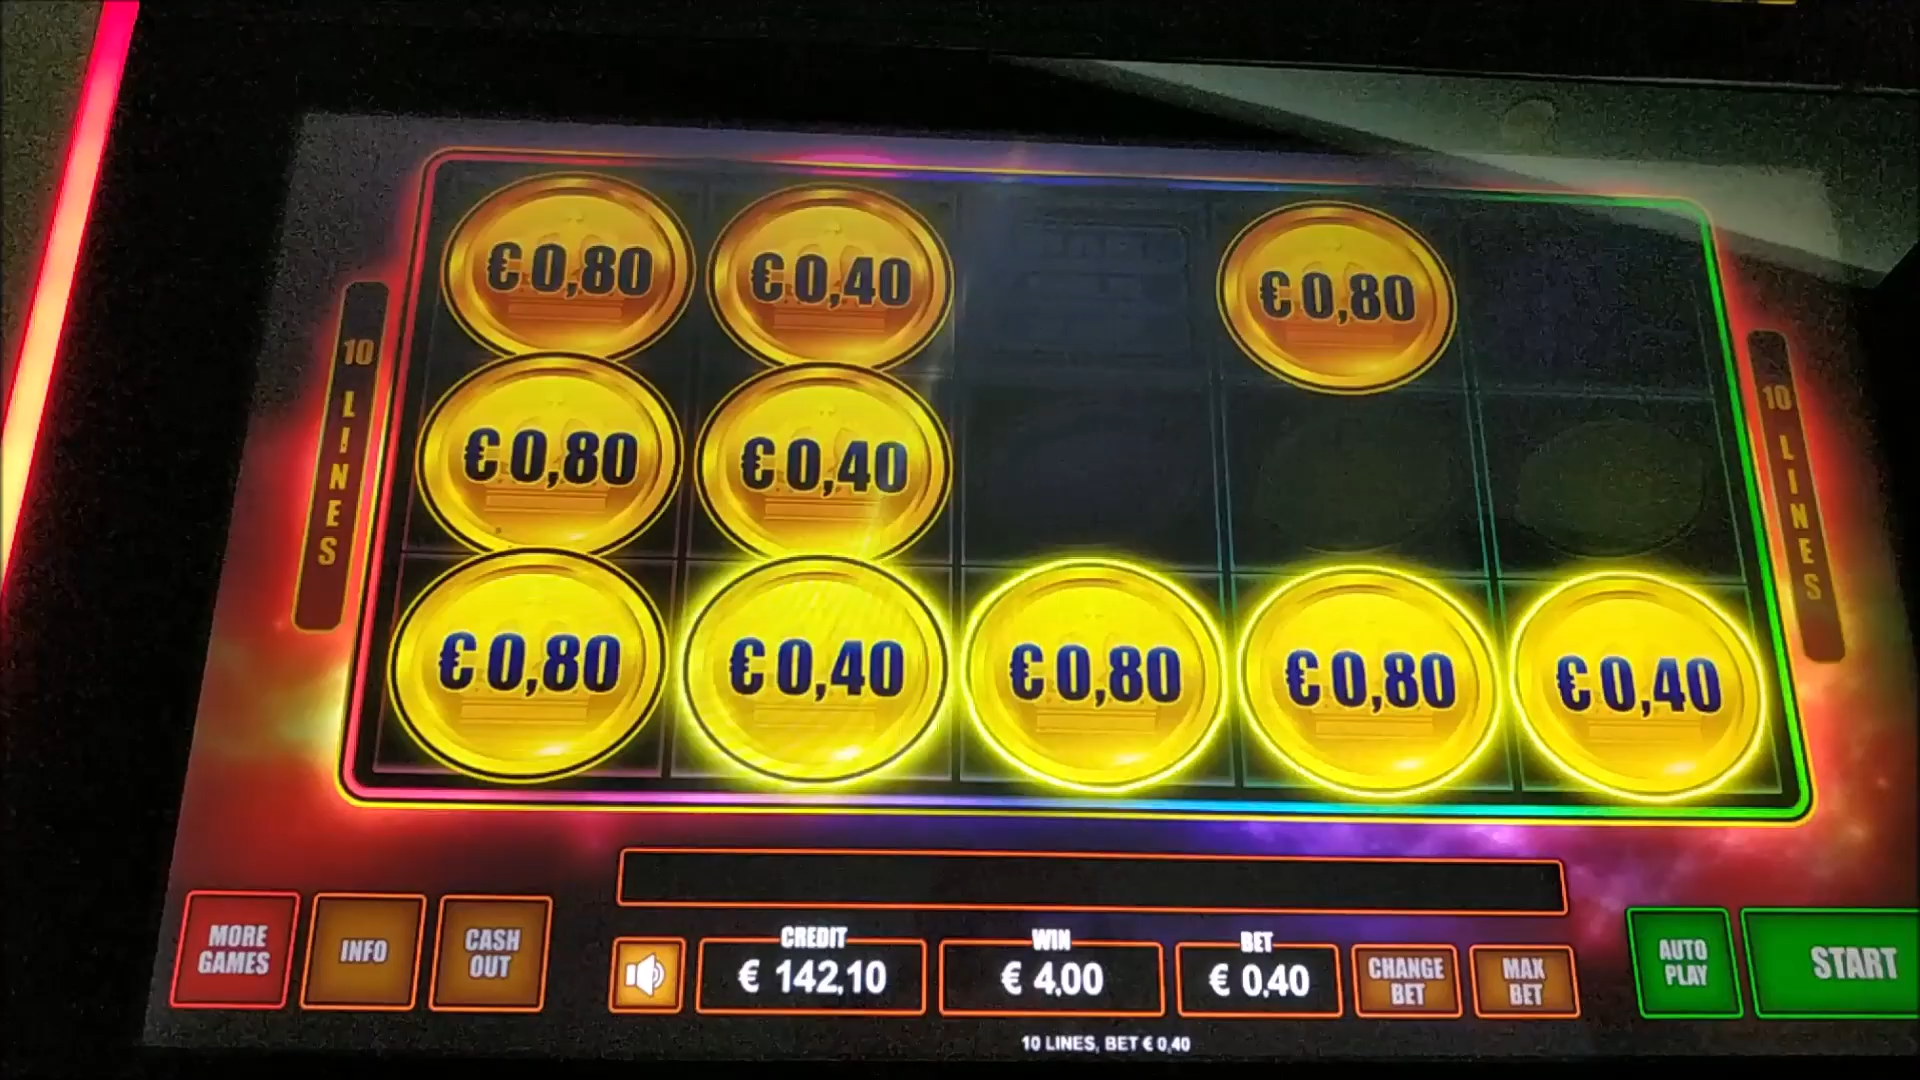 € 0,80
€ 0,40
€ 0,80
€ 0,80
€ 0,40
€ 0,80
€ 0,40
€ 0,80
€ 0,80
€ 0,40
10 LINES
10 LINES
MORE
GAMES
INFO
CASH
OUT
CREDIT
€ 142,10
WIN
€ 4,00
BET
€ 0,40
CHANGE
BET
MAX
BET
AUTO
PLAY
START
10 LINES, BET € 0,40